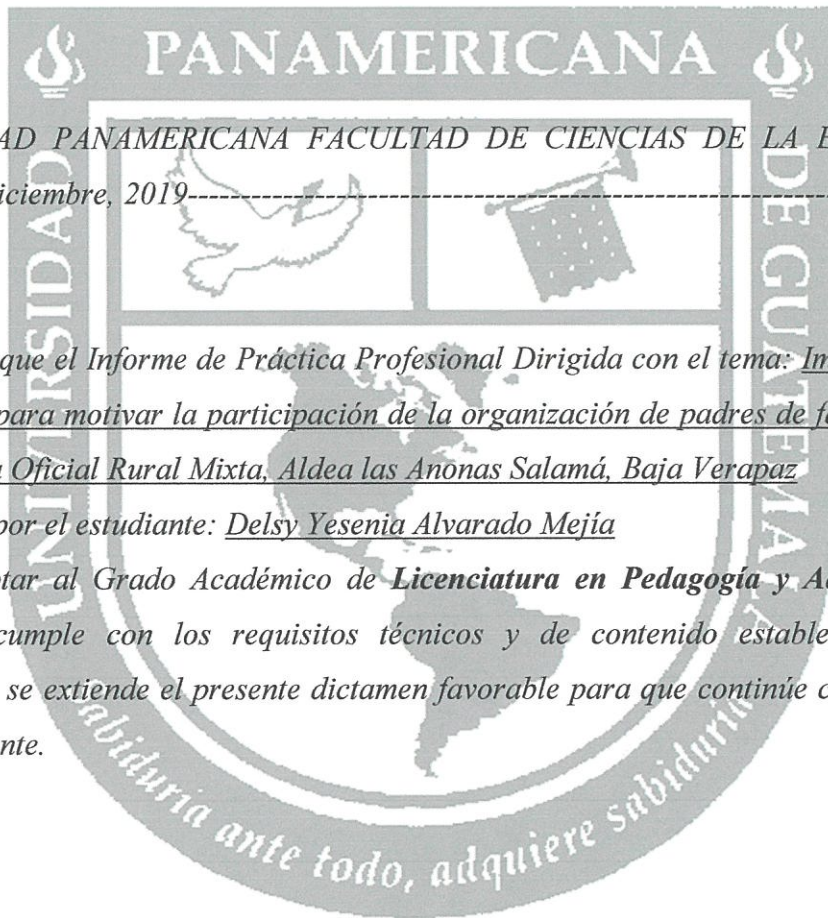 PANAMERICANA
UNIVERSIDAD
DE GUATEMALA
AD PANAMERICANA FACULTAD DE CIENCIAS DE LA E
iciembre, 2019--------------------------------------------------
que el Informe de Práctica Profesional Dirigida con el tema: Im
para motivar la participación de la organización de padres de fa
Oficial Rural Mixta, Aldea las Anonas Salamá, Baja Verapaz
por el estudiante: Delsy Yesenia Alvarado Mejía
tar al Grado Académico de Licenciatura en Pedagogía y Ad
cumple con los requisitos técnicos y de contenido estable
se extiende el presente dictamen favorable para que continúe c
nte.
Sabiduría ante todo, adquiere sabiduría